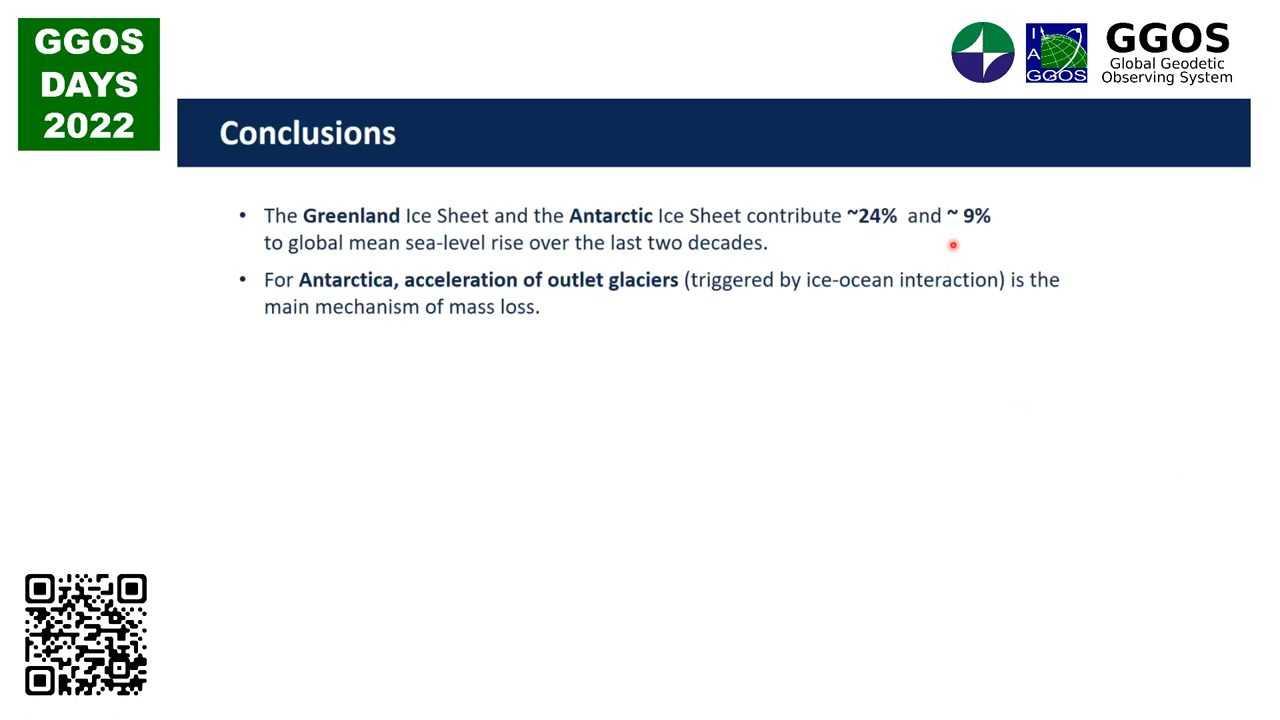 GGOS
DAYS
2022
I
A
GGOS
GGOS
Global Geodetic
Observing System
Conclusions
• The Greenland Ice Sheet and the Antarctic Ice Sheet contribute ~24% and ~ 9%
to global mean sea-level rise over the last two decades.
• For Antarctica, acceleration of outlet glaciers (triggered by ice-ocean interaction) is the
main mechanism of mass loss.